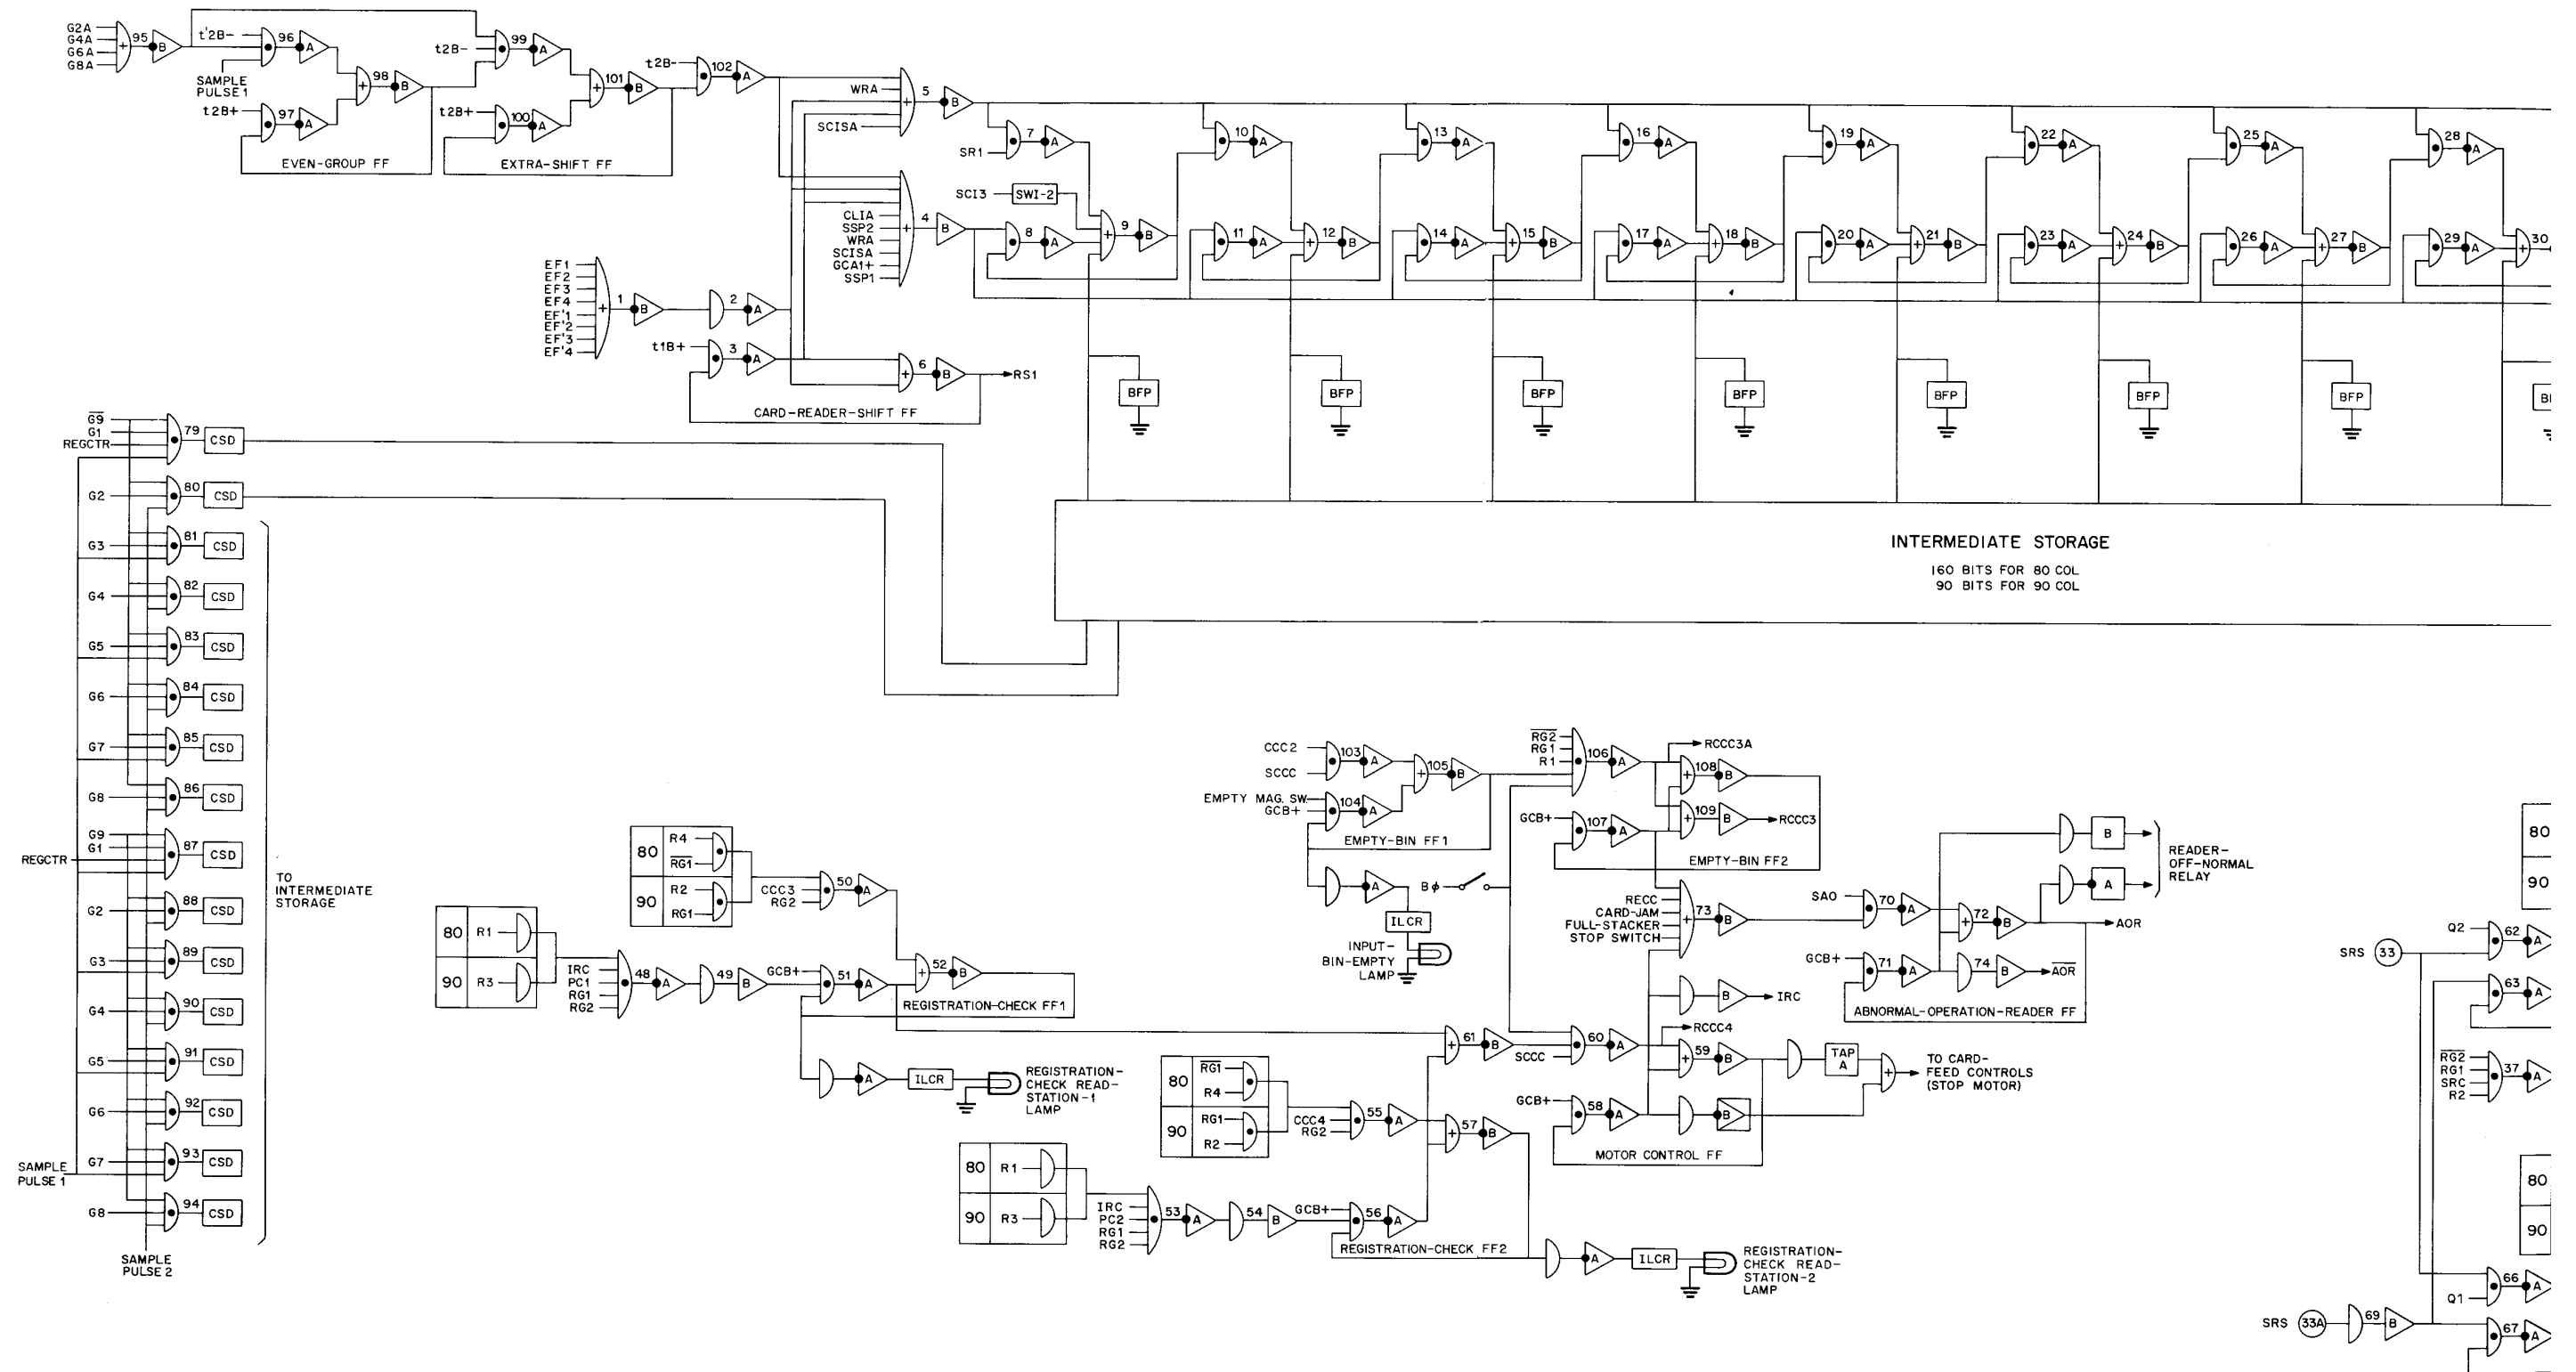 G2A
G4A
G6A
G8A
+
95
B
t'2B-
96
A
SAMPLE
PULSE 1
t2B+
97
A
+
98
B
EVEN-GROUP FF
t2B-
99
A
t2B+
100
A
+
101
B
EXTRA-SHIFT FF
t2B-
102
A
WRA
SCISA
+
5
B
CLIA
SSP2
WRA
SCISA
GCA1+
SSP1
+
4
B
EF1
EF2
EF3
EF4
EF'1
EF'2
EF'3
EF'4
+
1
B
2
A
t1B+
3
A
+
6
B
RS1
CARD-READER-SHIFT FF
SR1
7
A
SCI3
SWI-2
8
A
+
9
B
10
A
11
A
+
12
B
13
A
14
A
+
15
B
16
A
17
A
+
18
B
19
A
20
A
+
21
B
22
A
23
A
+
24
B
25
A
26
A
+
27
B
28
A
29
A
+
30
BFP
BFP
BFP
BFP
BFP
BFP
BFP
INTERMEDIATE STORAGE
160 BITS FOR 80 COL
90 BITS FOR 90 COL
G9
G1
REGCTR
79
CSD
G2
80
CSD
G3
81
CSD
G4
82
CSD
G5
83
CSD
G6
84
CSD
G7
85
CSD
G8
86
CSD
G9
G1
REGCTR
87
CSD
G2
88
CSD
G3
89
CSD
G4
90
CSD
G5
91
CSD
G6
92
CSD
G7
93
CSD
SAMPLE
PULSE 1
G8
94
CSD
SAMPLE
PULSE 2
TO
INTERMEDIATE
STORAGE
80
R1
90
R3
IRC
PC1
RG1
RG2
48
A
49
B
80
R4
RG1
90
R2
RG1
CCC3
RG2
50
A
GCB+
51
A
+
52
B
REGISTRATION-CHECK FF1
A
ILCR
REGISTRATION-
CHECK READ-
STATION-1
LAMP
80
R1
90
R3
IRC
PC2
RG1
RG2
53
A
54
B
80
RG1
R4
90
RG1
R2
CCC4
RG2
55
A
GCB+
56
A
+
57
B
REGISTRATION-CHECK FF2
A
ILCR
REGISTRATION-
CHECK READ-
STATION-2
LAMP
CCC2
SCCC
103
A
EMPTY MAG. SW.
GCB+
104
A
+
105
B
EMPTY-BIN FF1
A
ILCR
INPUT-
BIN-EMPTY
LAMP
Bφ
RG2
RG1
R1
106
A
RCCC3A
+
108
B
GCB+
107
A
+
109
B
RCCC3
EMPTY-BIN FF2
RECC
CARD-JAM
FULL-STACKER
STOP SWITCH
+
73
B
SAO
70
A
+
72
B
AOR
GCB+
71
A
74
B
AOR
ABNORMAL-OPERATION-READER FF
B
A
READER-
OFF-NORMAL
RELAY
B
IRC
+
61
B
SCCC
60
A
RCCC4
+
59
B
GCB+
58
A
B
MOTOR CONTROL FF
TAP
A
+
TO CARD-
FEED CONTROLS
(STOP MOTOR)
80
90
Q2
62
A
SRS
33
63
A
RG2
RG1
SRC
R2
37
A
80
90
Q1
66
A
SRS
33A
69
B
67
A